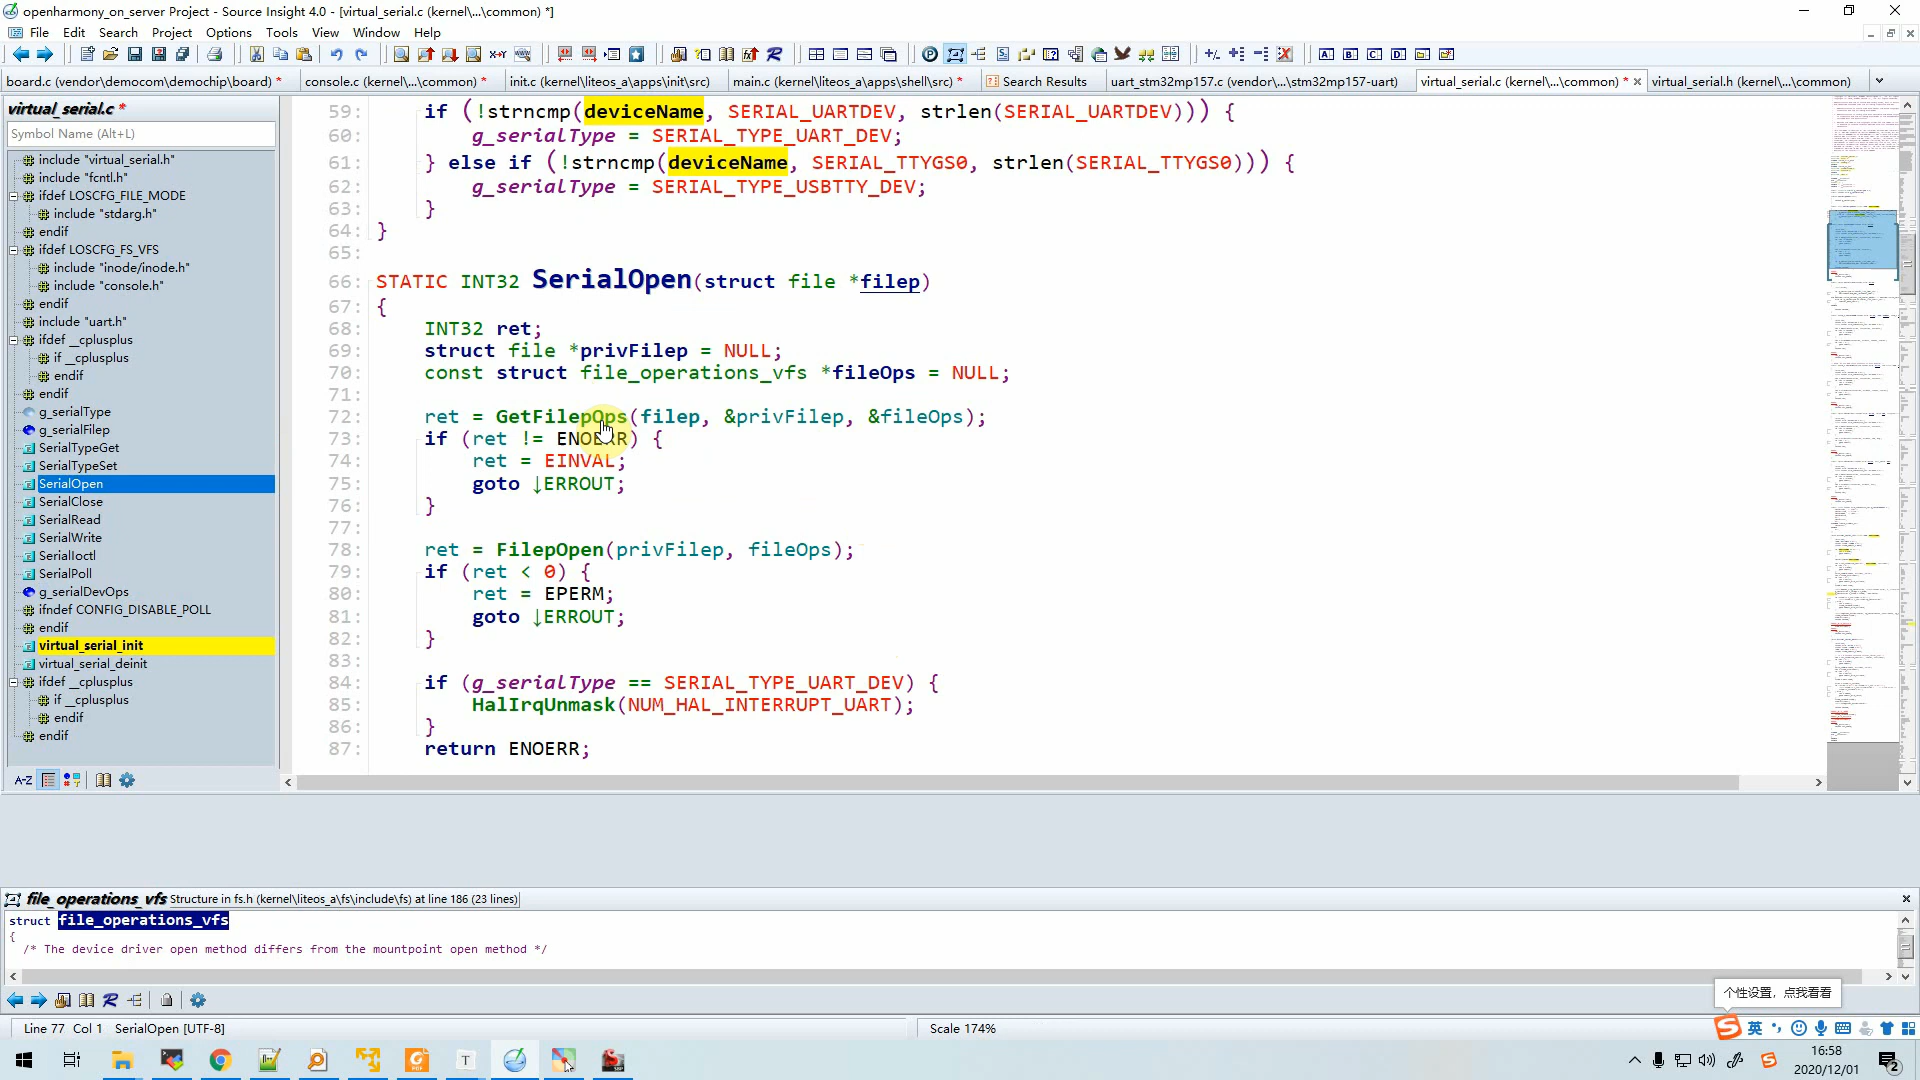 openharmony_on_server Project - Source Insight 4.0 - [virtual_serial.c (kernel\...\common) *]
File Edit Search Project Options Tools View Window Help
board.c (vendor\democom\demochip\board) * console.c (kernel\...\common) * init.c (kernel\liteos_a\apps\init\src) main.c (kernel\liteos_a\apps\shell\src) * Search Results uart_stm32mp157.c (vendor\...\stm32mp157-uart) virtual_serial.c (kernel\...\common) * virtual_serial.h (kernel\...\common)
virtual_serial.c *
Symbol Name (Alt+L)
include "virtual_serial.h"
include "fcntl.h"
ifdef LOSCFG_FILE_MODE
include "stdarg.h"
endif
ifdef LOSCFG_FS_VFS
include "inode/inode.h"
include "console.h"
endif
include "uart.h"
ifdef __cplusplus
if __cplusplus
endif
endif
g_serialType
g_serialFilep
SerialTypeGet
SerialTypeSet
SerialOpen
SerialClose
SerialRead
SerialWrite
SerialIoctl
SerialPoll
g_serialDevOps
ifndef CONFIG_DISABLE_POLL
endif
virtual_serial_init
virtual_serial_deinit
ifdef __cplusplus
if __cplusplus
endif
endif
A-Z
59: if (!strncmp(deviceName, SERIAL_UARTDEV, strlen(SERIAL_UARTDEV))) {
60: g_serialType = SERIAL_TYPE_UART_DEV;
61: } else if (!strncmp(deviceName, SERIAL_TTYGS0, strlen(SERIAL_TTYGS0))) {
62: g_serialType = SERIAL_TYPE_USBTTY_DEV;
63: }
64: }
65:
66: STATIC INT32 SerialOpen(struct file *filep)
67: {
68: INT32 ret;
69: struct file *privFilep = NULL;
70: const struct file_operations_vfs *fileOps = NULL;
71:
72: ret = GetFilepOps(filep, &privFilep, &fileOps);
73: if (ret != ENOERR) {
74: ret = EINVAL;
75: goto ↓ERROUT;
76: }
77:
78: ret = FilepOpen(privFilep, fileOps);
79: if (ret < 0) {
80: ret = EPERM;
81: goto ↓ERROUT;
82: }
83:
84: if (g_serialType == SERIAL_TYPE_UART_DEV) {
85: HalIrqUnmask(NUM_HAL_INTERRUPT_UART);
86: }
87: return ENOERR;
file_operations_vfs Structure in fs.h (kernel\liteos_a\fs\include\fs) at line 186 (23 lines)
struct file_operations_vfs
{
/* The device driver open method differs from the mountpoint open method */
个性设置，点我看看
Line 77 Col 1 SerialOpen [UTF-8]
Scale 174%
英
16:58
2020/12/01
2